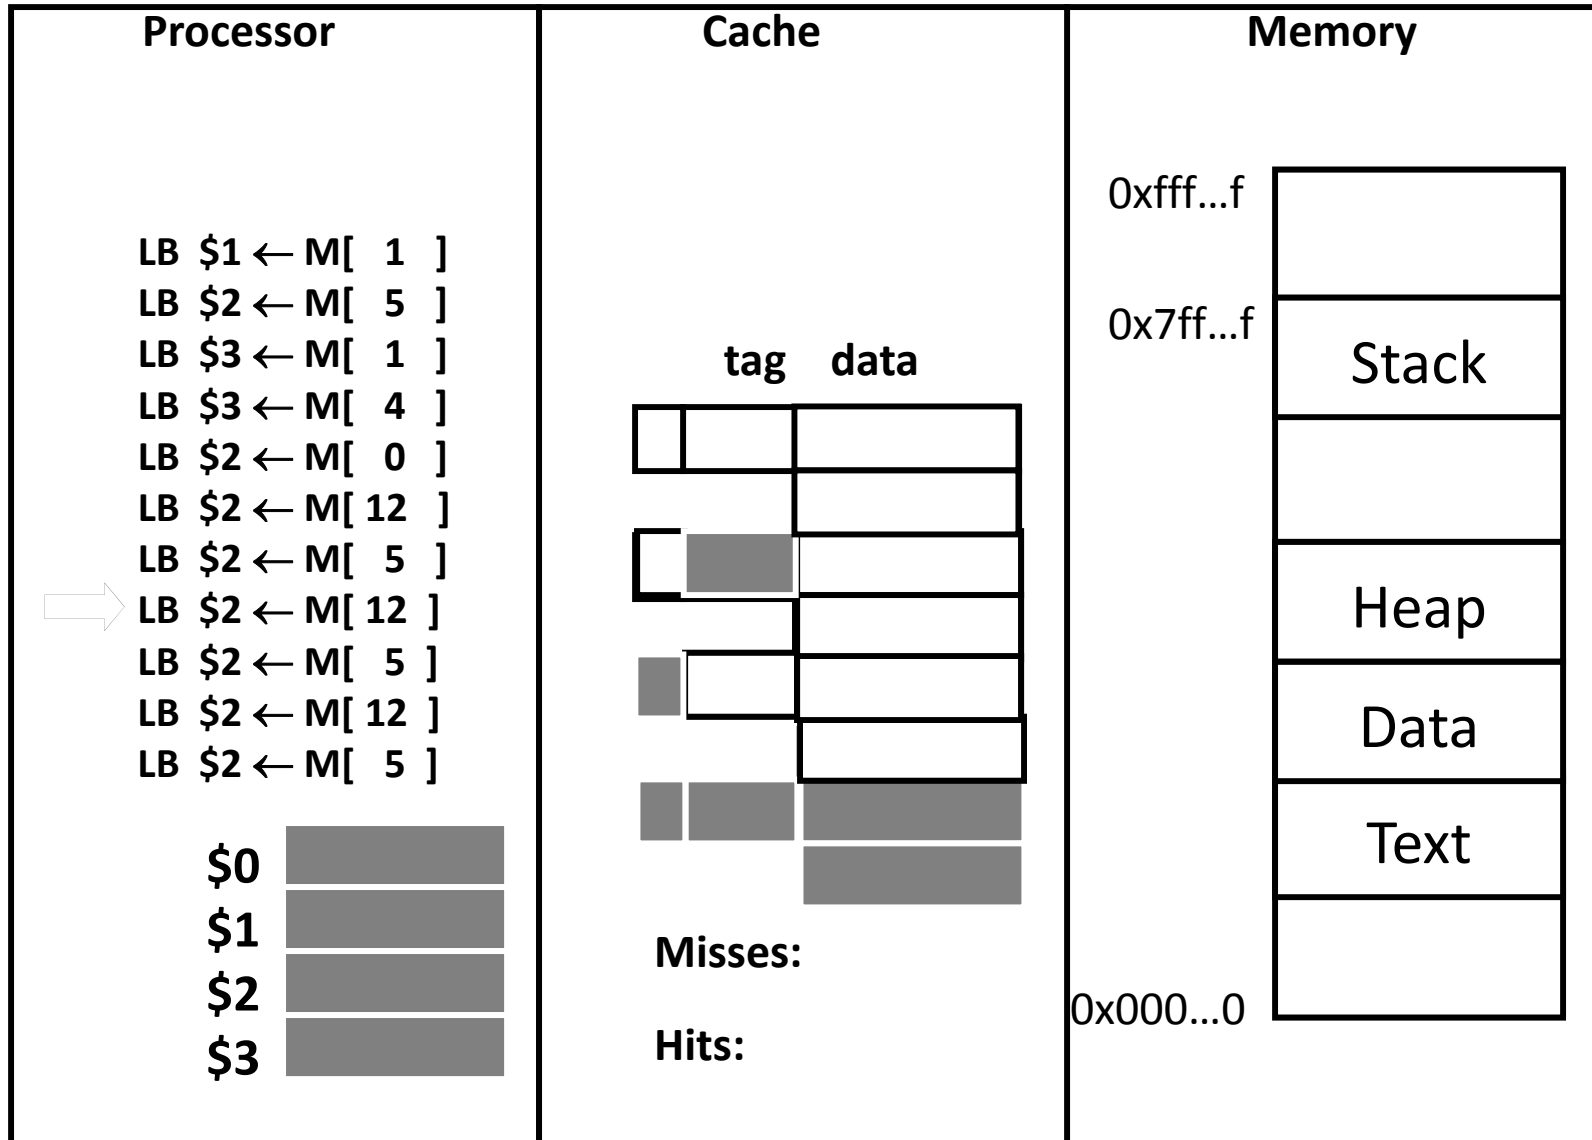 Processor
LB $1 ← M[ 1 ]
LB $2 ← M[ 5 ]
LB $3 ← M[ 1 ]
LB $3 ← M[ 4 ]
LB $2 ← M[ 0 ]
LB $2 ← M[ 12 ]
LB $2 ← M[ 5 ]
LB $2 ← M[ 12 ]
LB $2 ← M[ 5 ]
LB $2 ← M[ 12 ]
LB $2 ← M[ 5 ]
$0
$1
$2
$3
Cache
tag data
Misses:
Hits:
Memory
0xfff...f
0x7ff...f
Stack
Heap
Data
Text
0x000...0